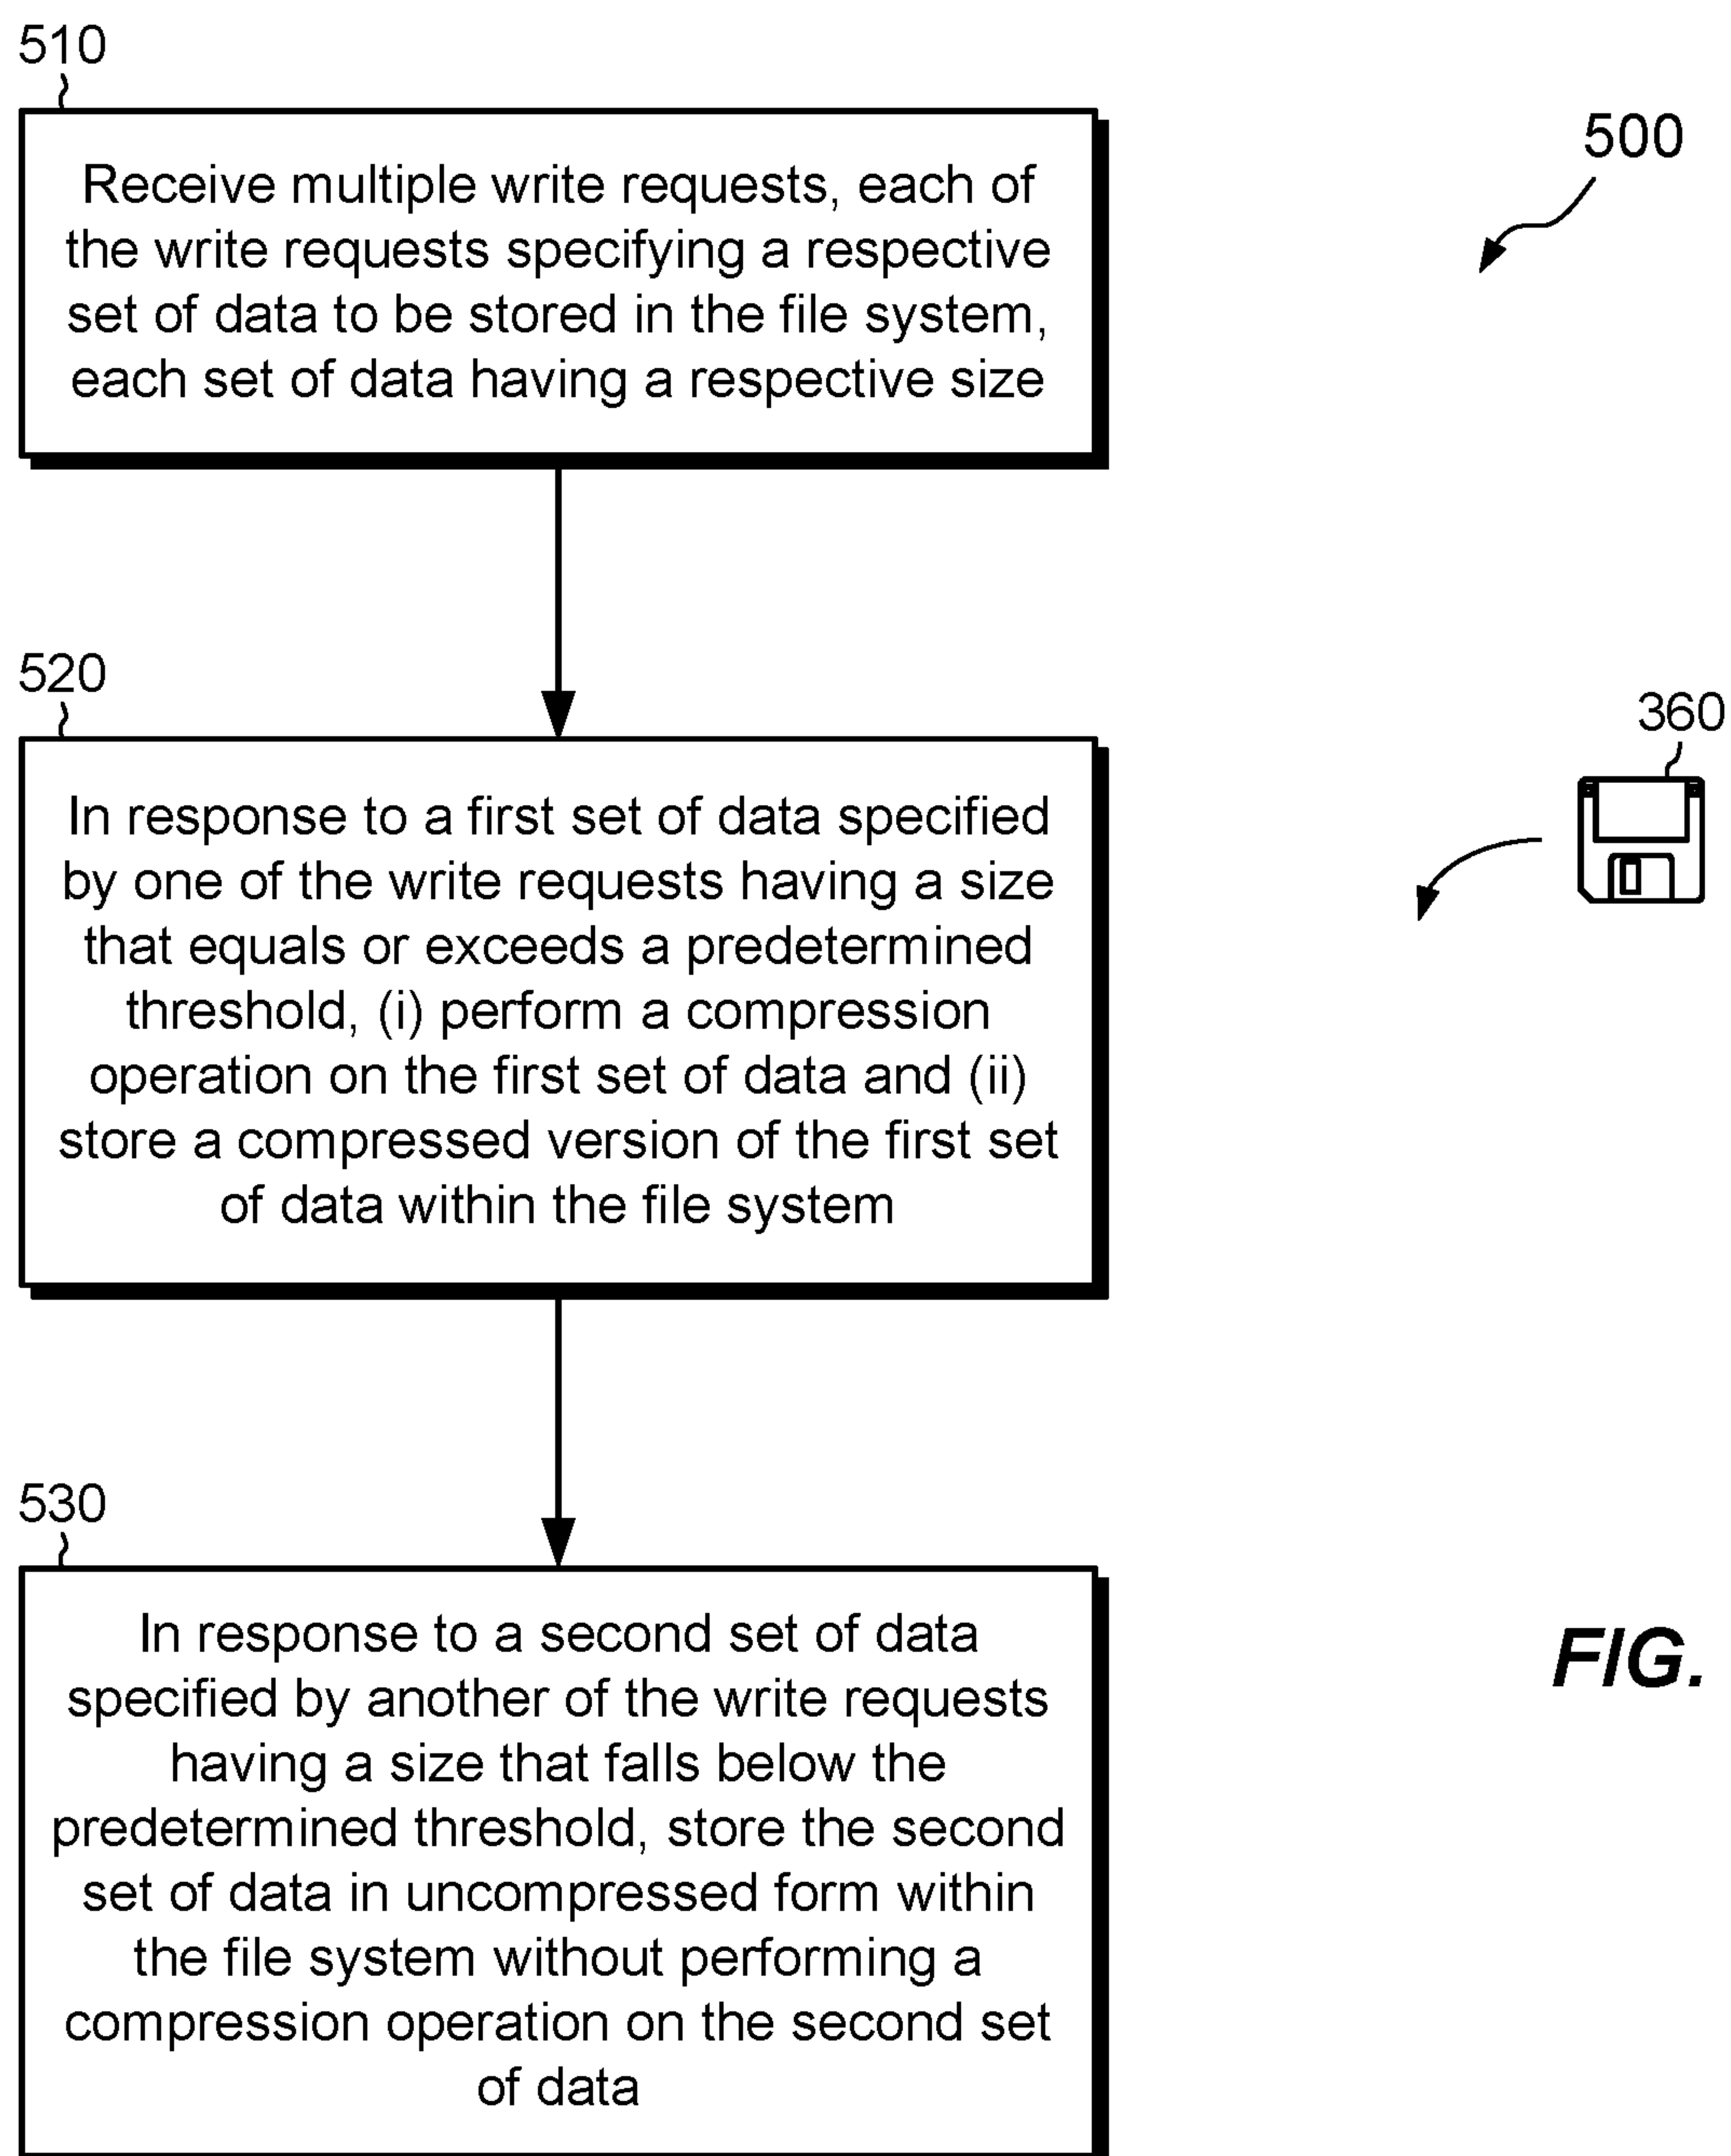 510
500
Receive multiple write requests, each of
the write requests specifying a respective
set of data to be stored in the file system,
each set of data having a respective size
520
360
In response to a first set of data specified
by one of the write requests having a size
that equals or exceeds a predetermined
threshold, (i) perform a compression
operation on the first set of data and (ii)
store a compressed version of the first set
of data within the file system
530
In response to a second set of data
specified by another of the write requests
having a size that falls below the
predetermined threshold, store the second
set of data in uncompressed form within
the file system without performing a
compression operation on the second set
of data
FIG.